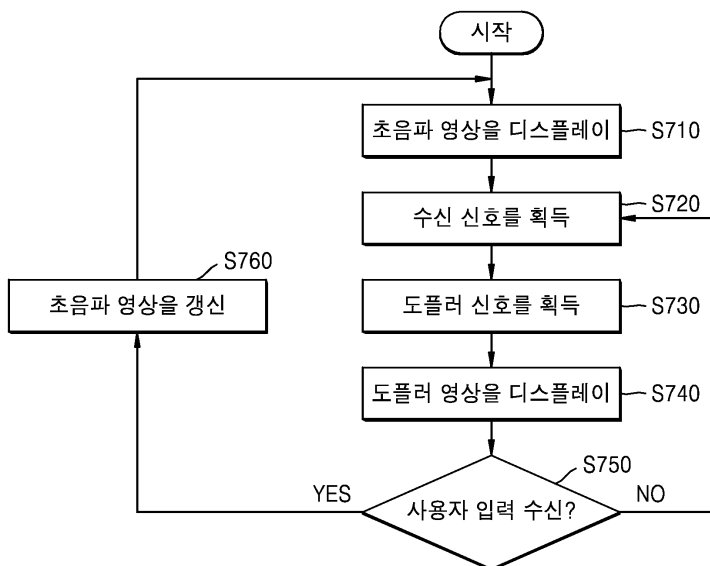 시작
초음파 영상을 디스플레이
S710
수신 신호를 획득
S720
S760
초음파 영상을 갱신
도플러 신호를 획득
S730
도플러 영상을 디스플레이
S740
S750
YES
사용자 입력 수신?
NO